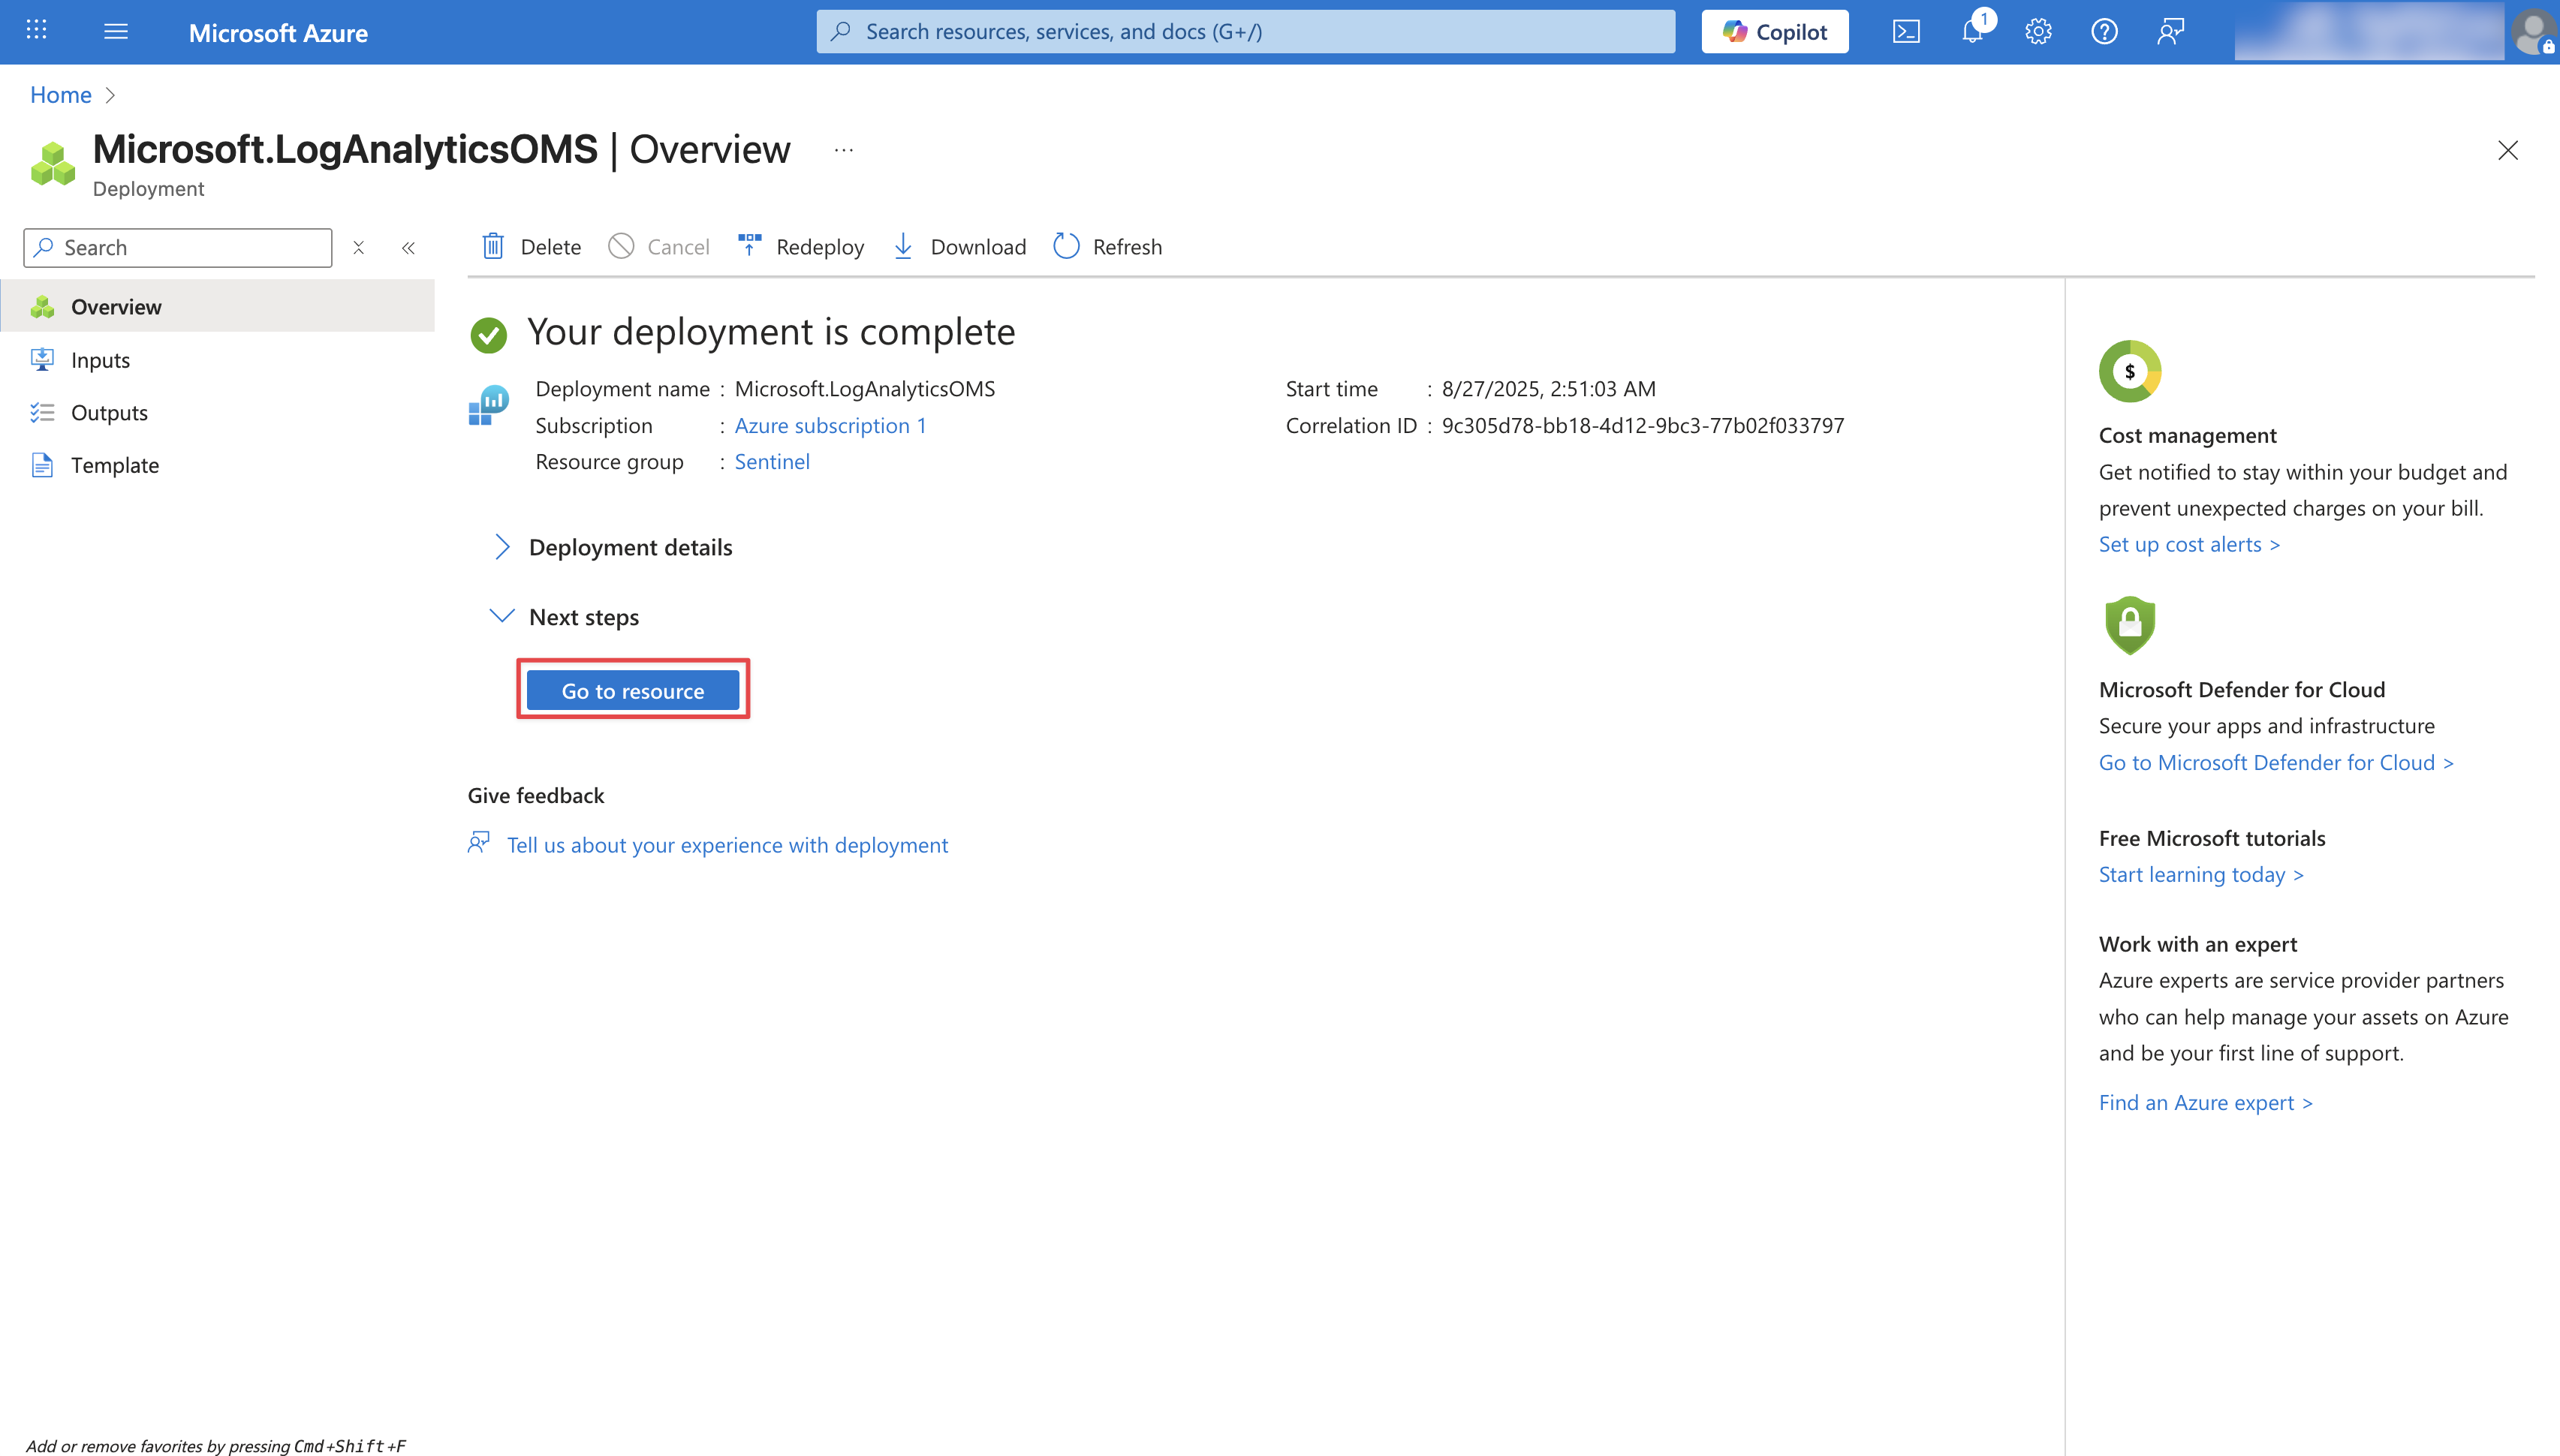 Microsoft Azure
Search resources, services, and docs (G+/)
Copilot
1
Home
Microsoft.LogAnalyticsOMS | Overview
...
Deployment
Search
Overview
Inputs
Outputs
Template
Delete
Cancel
Redeploy
Download
Refresh
Your deployment is complete
Deployment name : Microsoft.LogAnalyticsOMS
Subscription : Azure subscription 1
Resource group : Sentinel
Start time : 8/27/2025, 2:51:03 AM
Correlation ID : 9c305d78-bb18-4d12-9bc3-77b02f033797
Deployment details
Next steps
Go to resource
Give feedback
Tell us about your experience with deployment
$
Cost management
Get notified to stay within your budget and
prevent unexpected charges on your bill.
Set up cost alerts >
Microsoft Defender for Cloud
Secure your apps and infrastructure
Go to Microsoft Defender for Cloud >
Free Microsoft tutorials
Start learning today >
Work with an expert
Azure experts are service provider partners
who can help manage your assets on Azure
and be your first line of support.
Find an Azure expert >
Add or remove favorites by pressing Cmd+Shift+F